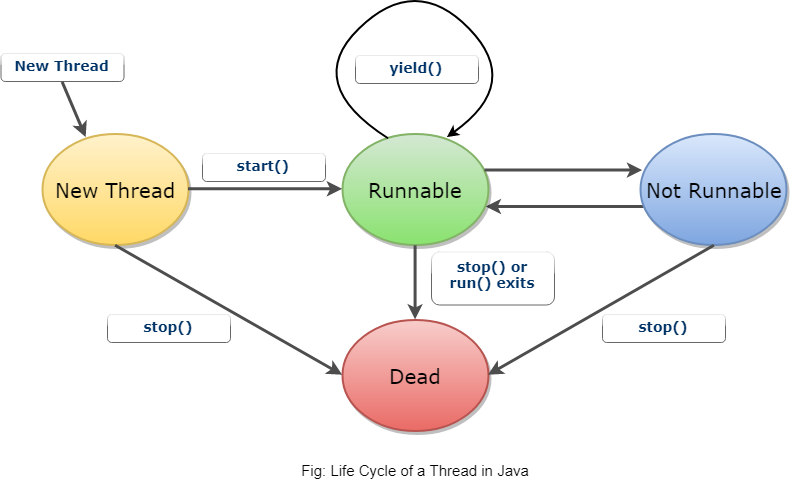 New Thread
yield()
start()
New Thread
Runnable
Not Runnable
stop() or
run() exits
stop()
stop()
Dead
Fig: Life Cycle of a Thread in Java